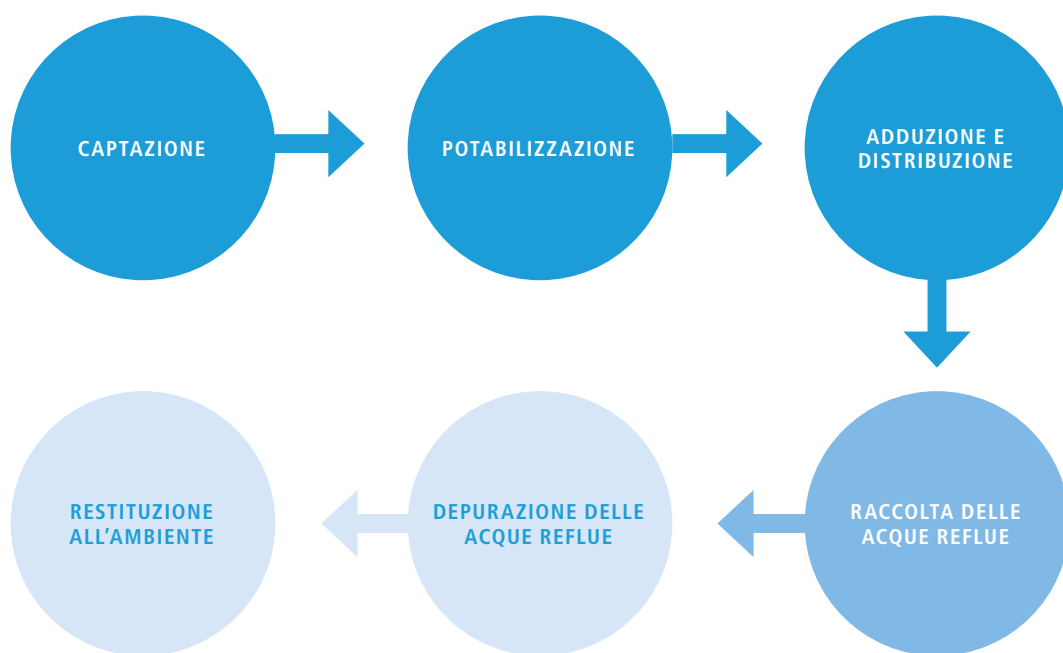 CAPTAZIONE
POTABILIZZAZIONE
ADDUZIONE E
DISTRIBUZIONE
RACCOLTA DELLE
ACQUE REFLUE
DEPURAZIONE DELLE
ACQUE REFLUE
RESTITUZIONE
ALL’AMBIENTE